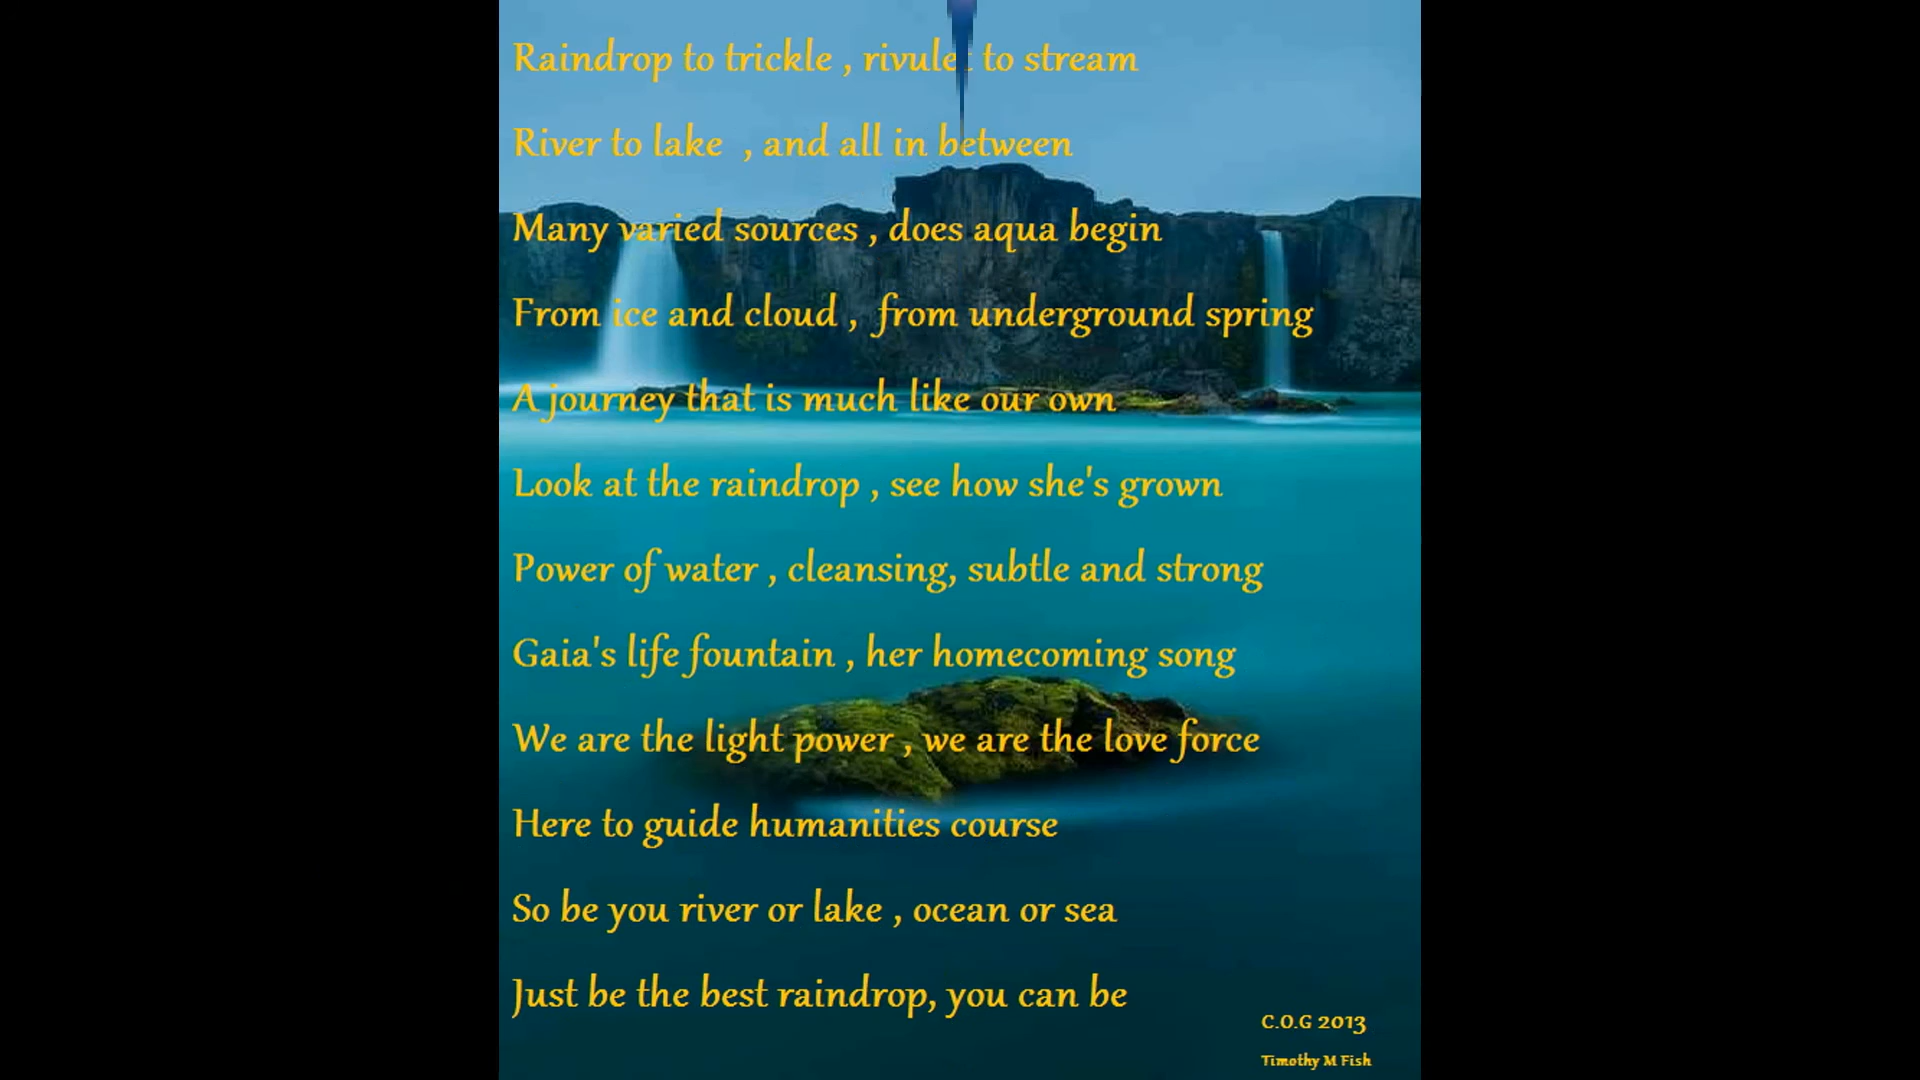 Raindrop to trickle , rivulet to stream
River to lake , and all in between
Many varied sources , does aqua begin
From ice and cloud , from underground spring
A journey that is much like our own
Look at the raindrop , see how she's grown
Power of water , cleansing, subtle and strong
Gaia's life fountain , her homecoming song
We are the light power , we are the love force
Here to guide humanities course
So be you river or lake , ocean or sea
Just be the best raindrop, you can be
C.O.G 2013
Timothy M Fish